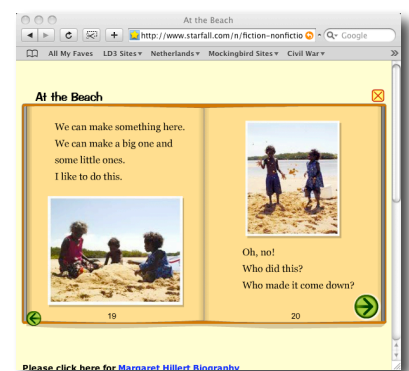 At the Beach
http://www.starfall.com/n/fiction-nonfictio
Google
All My Faves LD3 Sites Netherlands Mockingbird Sites Civil War
At the Beach
We can make something here.
We can make a big one and
some little ones.
I like to do this.
19
Oh, no!
Who did this?
Who made it come down?
20
Please click here for Margaret Hillert Biography